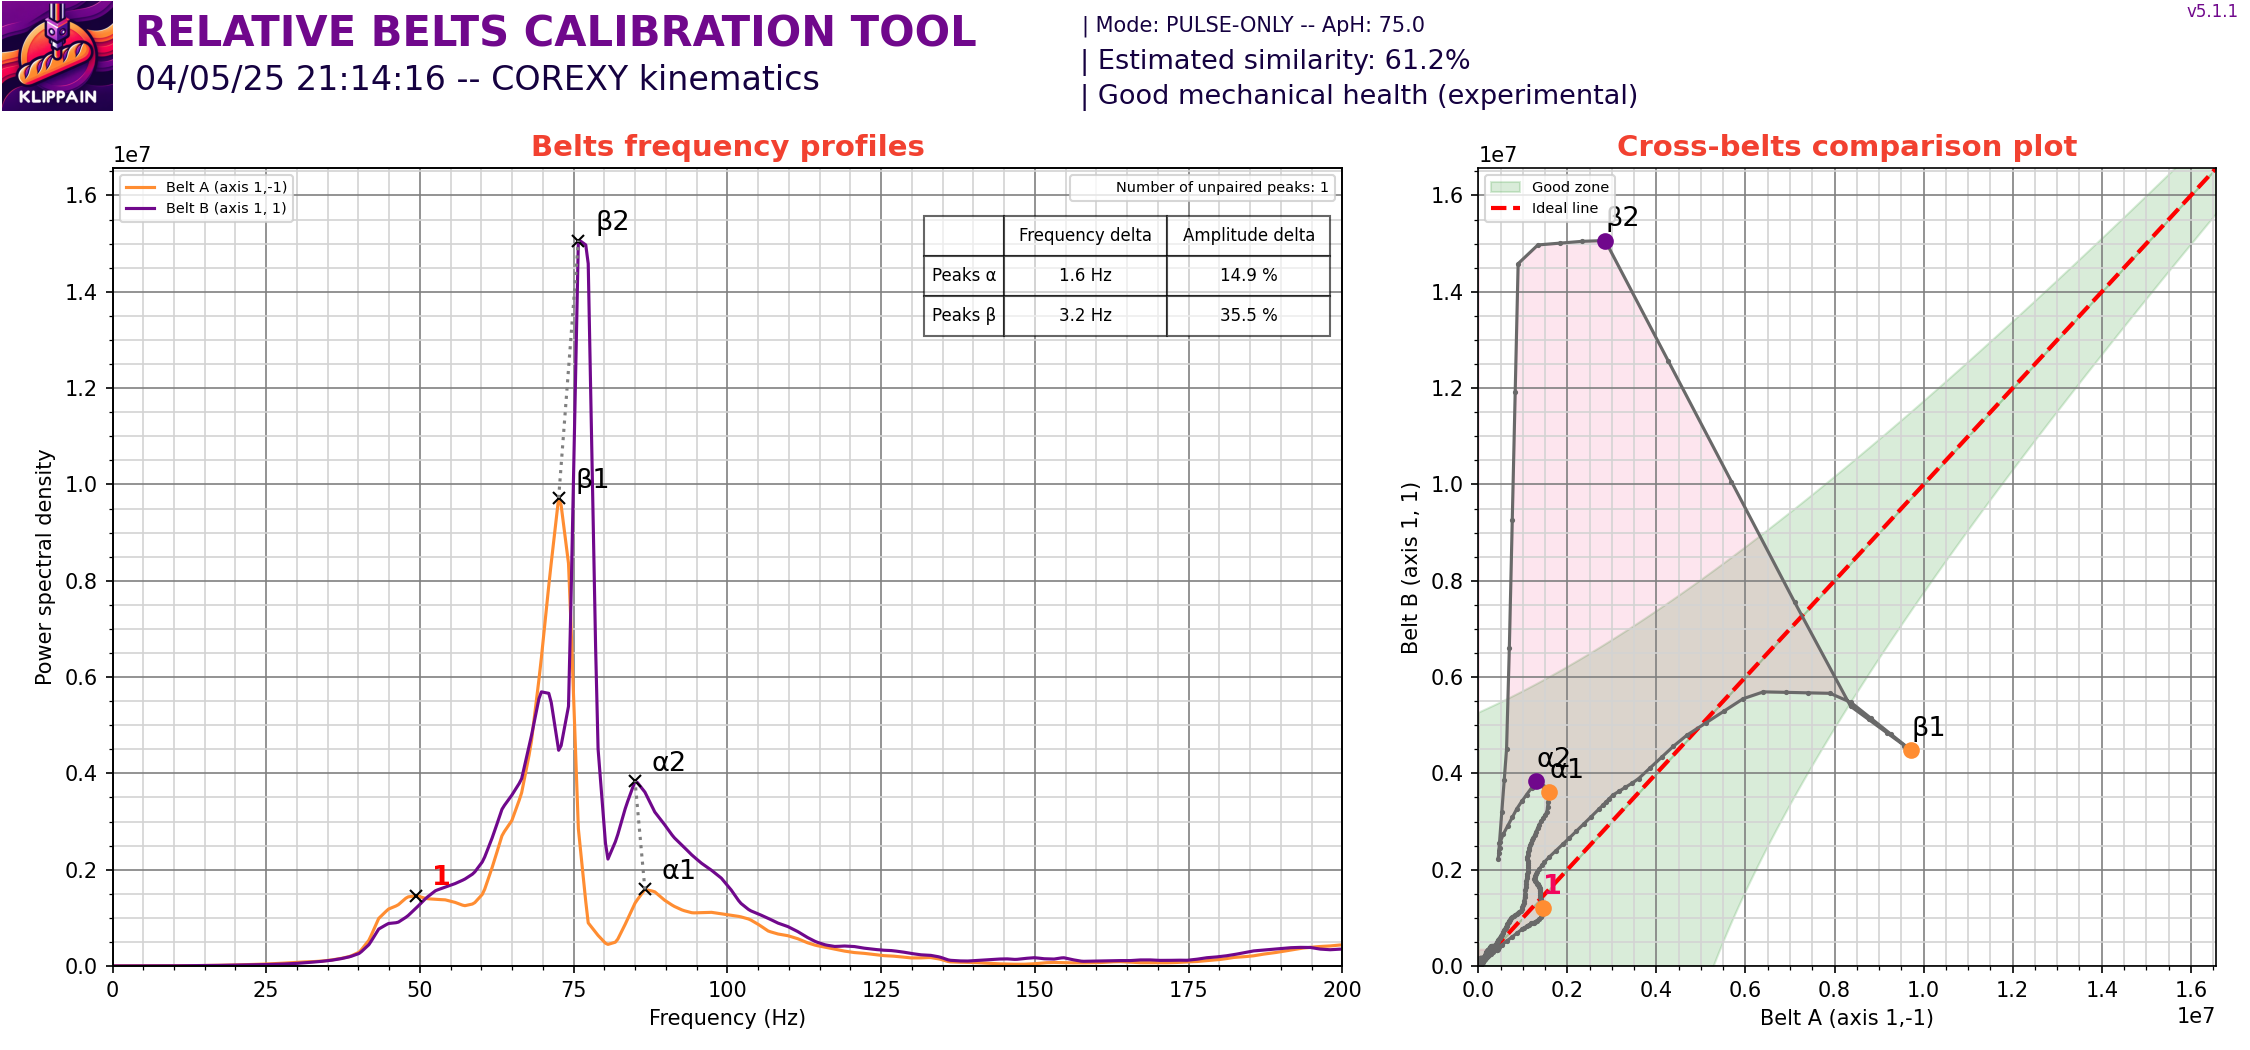 KLIPPAIN
RELATIVE BELTS CALIBRATION TOOL
04/05/25 21:14:16 -- COREXY kinematics
| Mode: PULSE-ONLY -- ApH: 75.0
| Estimated similarity: 61.2%
| Good mechanical health (experimental)
v5.1.1
Belts frequency profiles
1e7
Belt A (axis 1,-1)
Belt B (axis 1, 1)
Number of unpaired peaks: 1
Frequency delta Amplitude delta
Peaks α 1.6 Hz 14.9 %
Peaks β 3.2 Hz 35.5 %
β2
β1
α2
α1
1
Power spectral density
1.6
1.4
1.2
1.0
0.8
0.6
0.4
0.2
0.0
0 25 50 75 100 125 150 175 200
Frequency (Hz)
Cross-belts comparison plot
1e7
Good zone
Ideal line
β2
β1
α2
α1
1
Belt B (axis 1, 1)
1.6
1.4
1.2
1.0
0.8
0.6
0.4
0.2
0.0
0.0 0.2 0.4 0.6 0.8 1.0 1.2 1.4 1.6
1e7
Belt A (axis 1,-1)